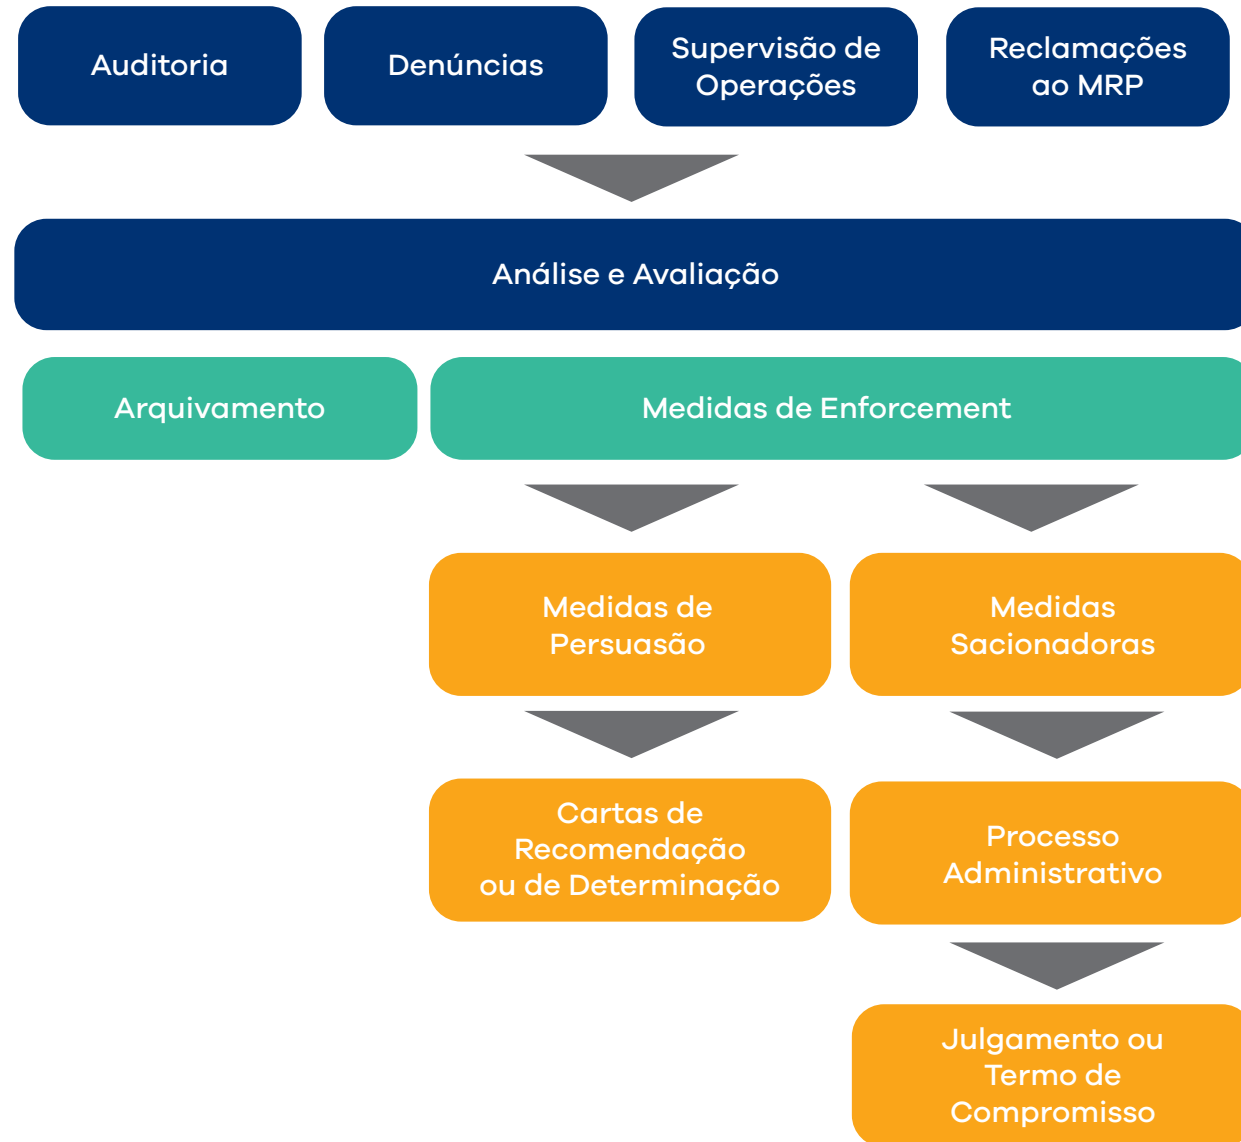 Auditoria
Denúncias
Supervisão de
Operações
Reclamações
ao MRP
Análise e Avaliação
Arquivamento
Medidas de Enforcement
Medidas de
Persuasão
Medidas
Sacionadoras
Cartas de
Recomendação
ou de Determinação
Processo
Administrativo
Julgamento ou
Termo de
Compromisso